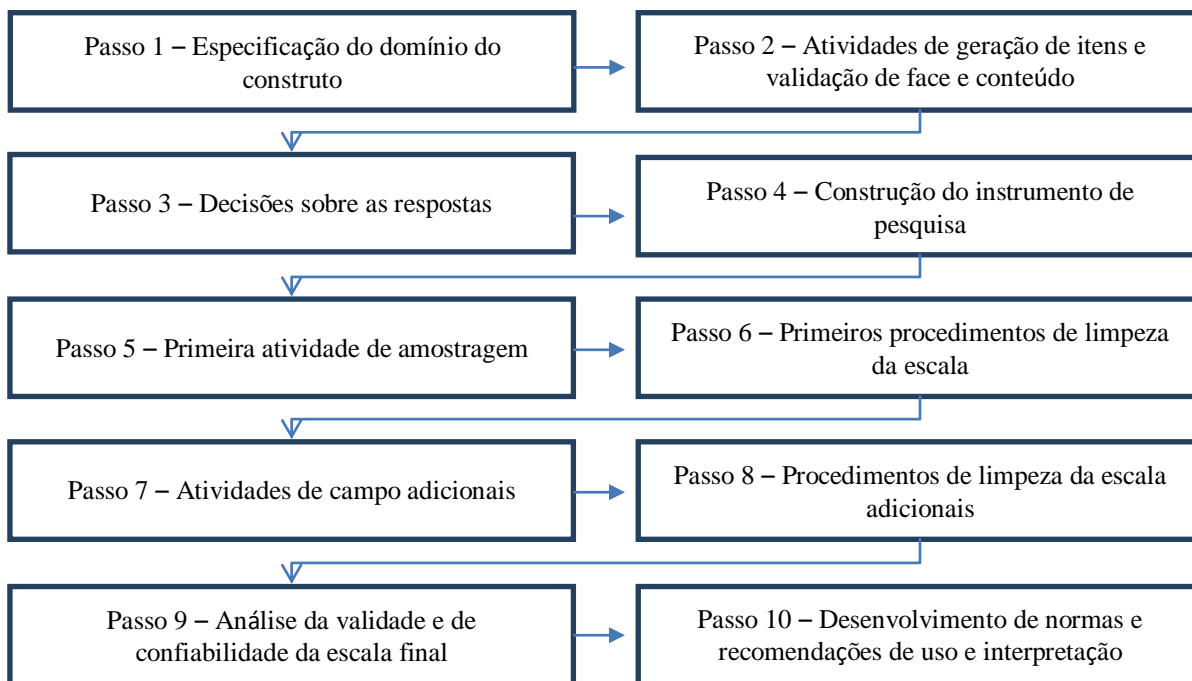 Passo 1 – Especificação do domínio do
construto
Passo 2 – Atividades de geração de itens e
validação de face e conteúdo
Passo 3 – Decisões sobre as respostas
Passo 4 – Construção do instrumento de
pesquisa
Passo 5 – Primeira atividade de amostragem
Passo 6 – Primeiros procedimentos de limpeza
da escala
Passo 7 – Atividades de campo adicionais
Passo 8 – Procedimentos de limpeza da escala
adicionais
Passo 9 – Análise da validade e de
confiabilidade da escala final
Passo 10 – Desenvolvimento de normas e
recomendações de uso e interpretação